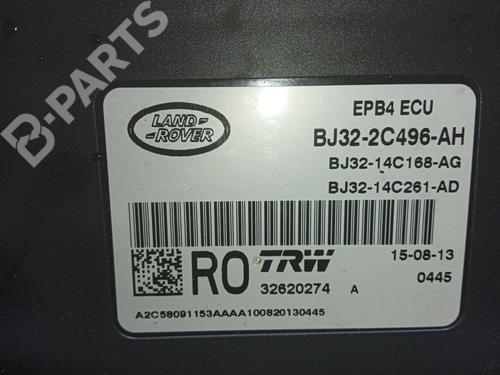 B-PARTS
LAND-
-ROVER
EPB4 ECU
BJ32-2C496-AH
BJ32-14C168-AG
BJ32-14C261-AD
RO
TRW
15-08-13
32620274 A
0445
A2C58091153AAAA100820130445